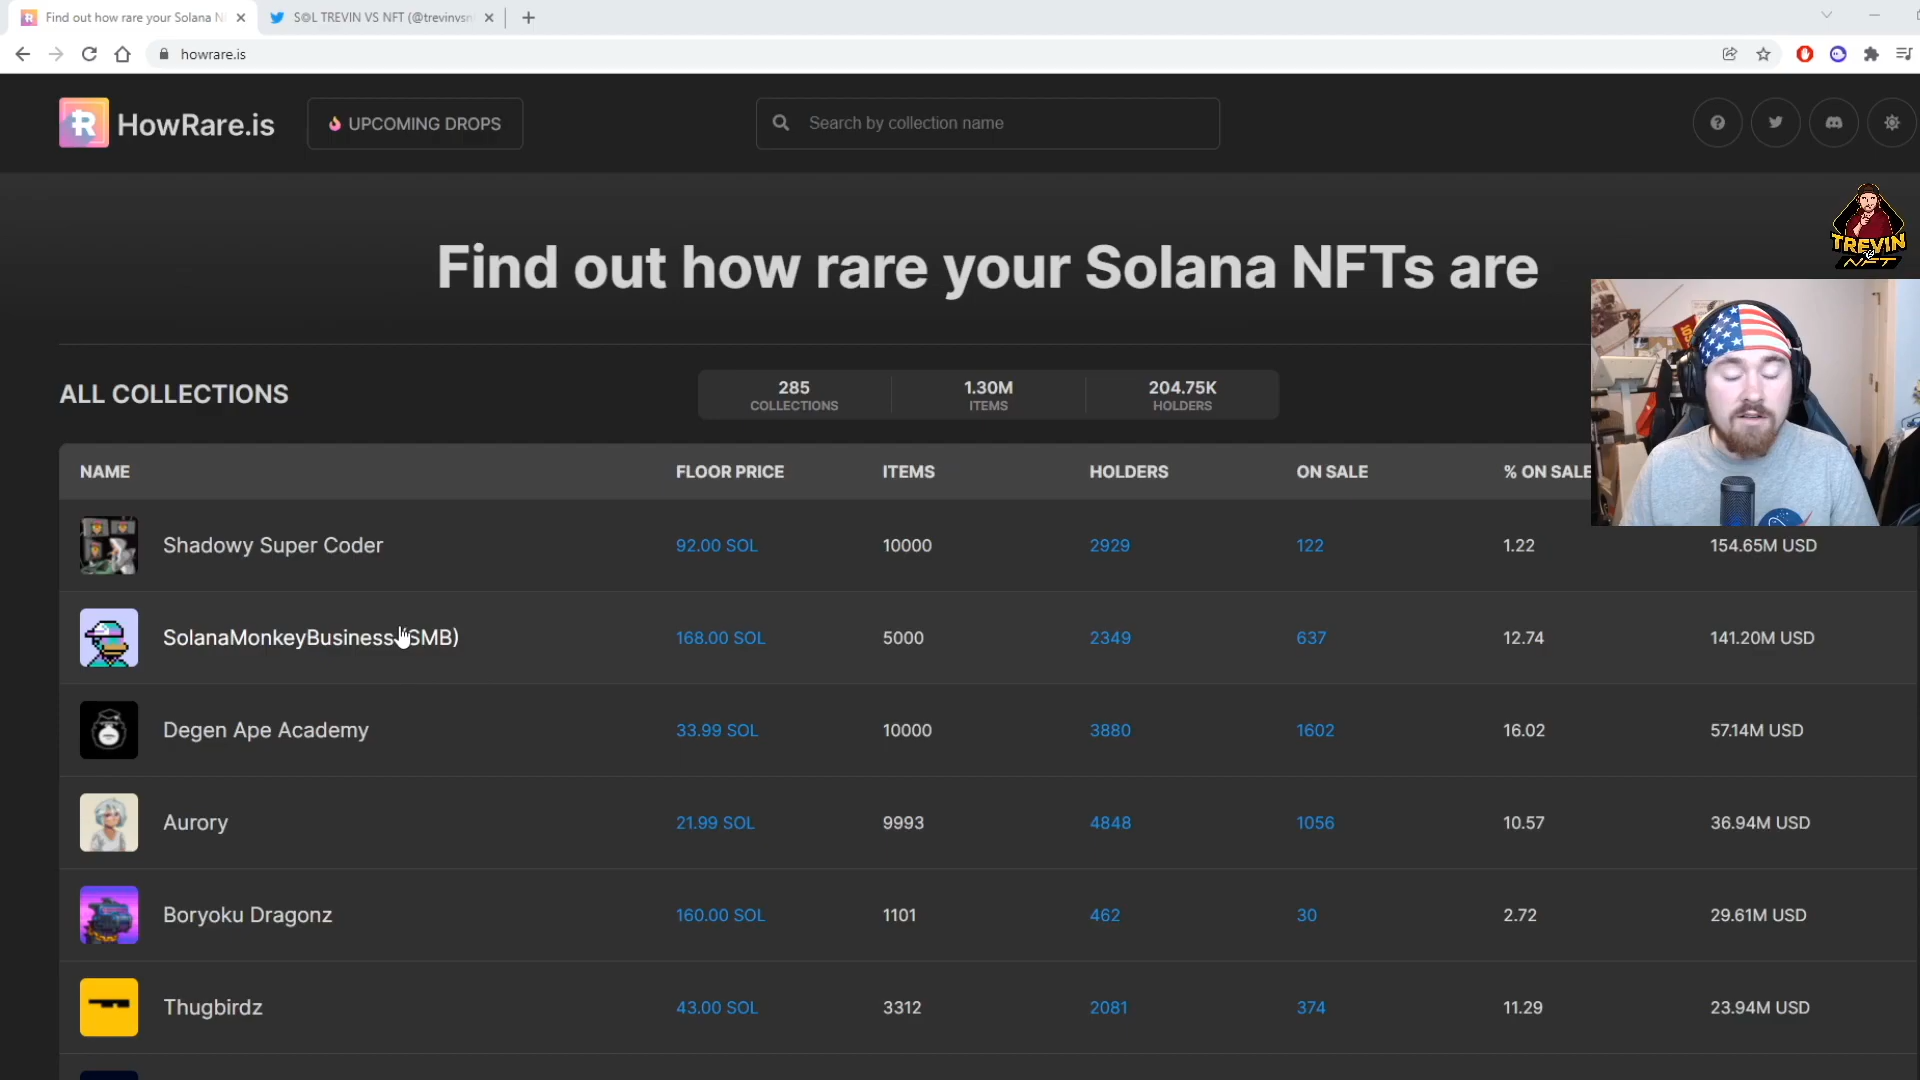 Find out how rare your Solana N
S◎L TREVIN VS NFT (@trevinvsn
howrare.is
HowRare.is
UPCOMING DROPS
Search by collection name
TREVIN
NFT
Find out how rare your Solana NFTs are
ALL COLLECTIONS
285 1.30M 204.75K
COLLECTIONS ITEMS HOLDERS
NAME FLOOR PRICE ITEMS HOLDERS ON SALE % ON SALE
Shadowy Super Coder 92.00 SOL 10000 2929 122 1.22 154.65M USD
SolanaMonkeyBusiness (SMB) 168.00 SOL 5000 2349 637 12.74 141.20M USD
Degen Ape Academy 33.99 SOL 10000 3880 1602 16.02 57.14M USD
Aurory 21.99 SOL 9993 4848 1056 10.57 36.94M USD
Boryoku Dragonz 160.00 SOL 1101 462 30 2.72 29.61M USD
Thugbirdz 43.00 SOL 3312 2081 374 11.29 23.94M USD